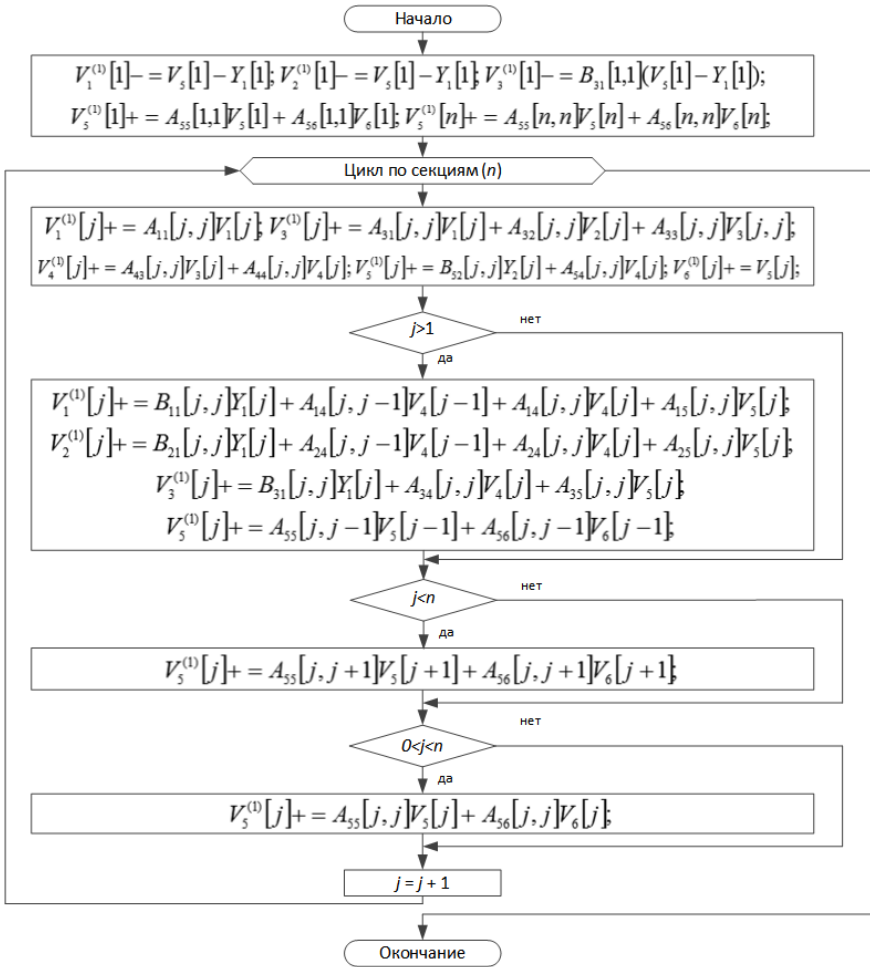 Начало
V₁⁽¹⁾[1]− = V₅[1] − Y₁[1]; V₂⁽¹⁾[1]− = V₅[1] − Y₁[1]; V₃⁽¹⁾[1]− = B₃₁[1,1](V₅[1] − Y₁[1]);
V₅⁽¹⁾[1]+ = A₅₅[1,1]V₅[1] + A₅₆[1,1]V₆[1]; V₅⁽¹⁾[n]+ = A₅₅[n,n]V₅[n] + A₅₆[n,n]V₆[n];
Цикл по секциям (n)
V₁⁽¹⁾[j]+ = A₁₁[j,j]V₁[j]; V₃⁽¹⁾[j]+ = A₃₁[j,j]V₁[j] + A₃₂[j,j]V₂[j] + A₃₃[j,j]V₃[j,j];
V₄⁽¹⁾[j]+ = A₄₃[j,j]V₃[j] + A₄₄[j,j]V₄[j]; V₅⁽¹⁾[j]+ = B₅₂[j,j]Y₂[j] + A₅₄[j,j]V₄[j]; V₆⁽¹⁾[j]+ = V₅[j];
j>1
нет
да
V₁⁽¹⁾[j]+ = B₁₁[j,j]Y₁[j] + A₁₄[j,j−1]V₄[j−1] + A₁₄[j,j]V₄[j] + A₁₅[j,j]V₅[j];
V₂⁽¹⁾[j]+ = B₂₁[j,j]Y₁[j] + A₂₄[j,j−1]V₄[j−1] + A₂₄[j,j]V₄[j] + A₂₅[j,j]V₅[j];
V₃⁽¹⁾[j]+ = B₃₁[j,j]Y₁[j] + A₃₄[j,j]V₄[j] + A₃₅[j,j]V₅[j];
V₅⁽¹⁾[j]+ = A₅₅[j,j−1]V₅[j−1] + A₅₆[j,j−1]V₆[j−1];
j<n
нет
да
V₅⁽¹⁾[j]+ = A₅₅[j,j+1]V₅[j+1] + A₅₆[j,j+1]V₆[j+1];
нет
0<j<n
да
V₅⁽¹⁾[j]+ = A₅₅[j,j]V₅[j] + A₅₆[j,j]V₆[j];
j = j + 1
Окончание